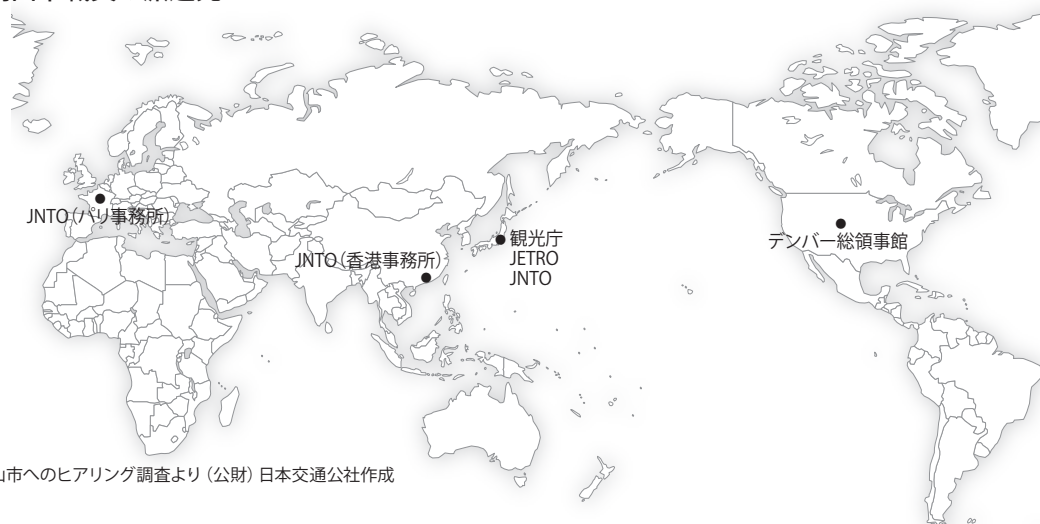 JNTO（パリ事務所）
JNTO（香港事務所）
観光庁
JETRO
JNTO
デンバー総領事館
山市へのヒアリング調査より（公財）日本交通公社作成